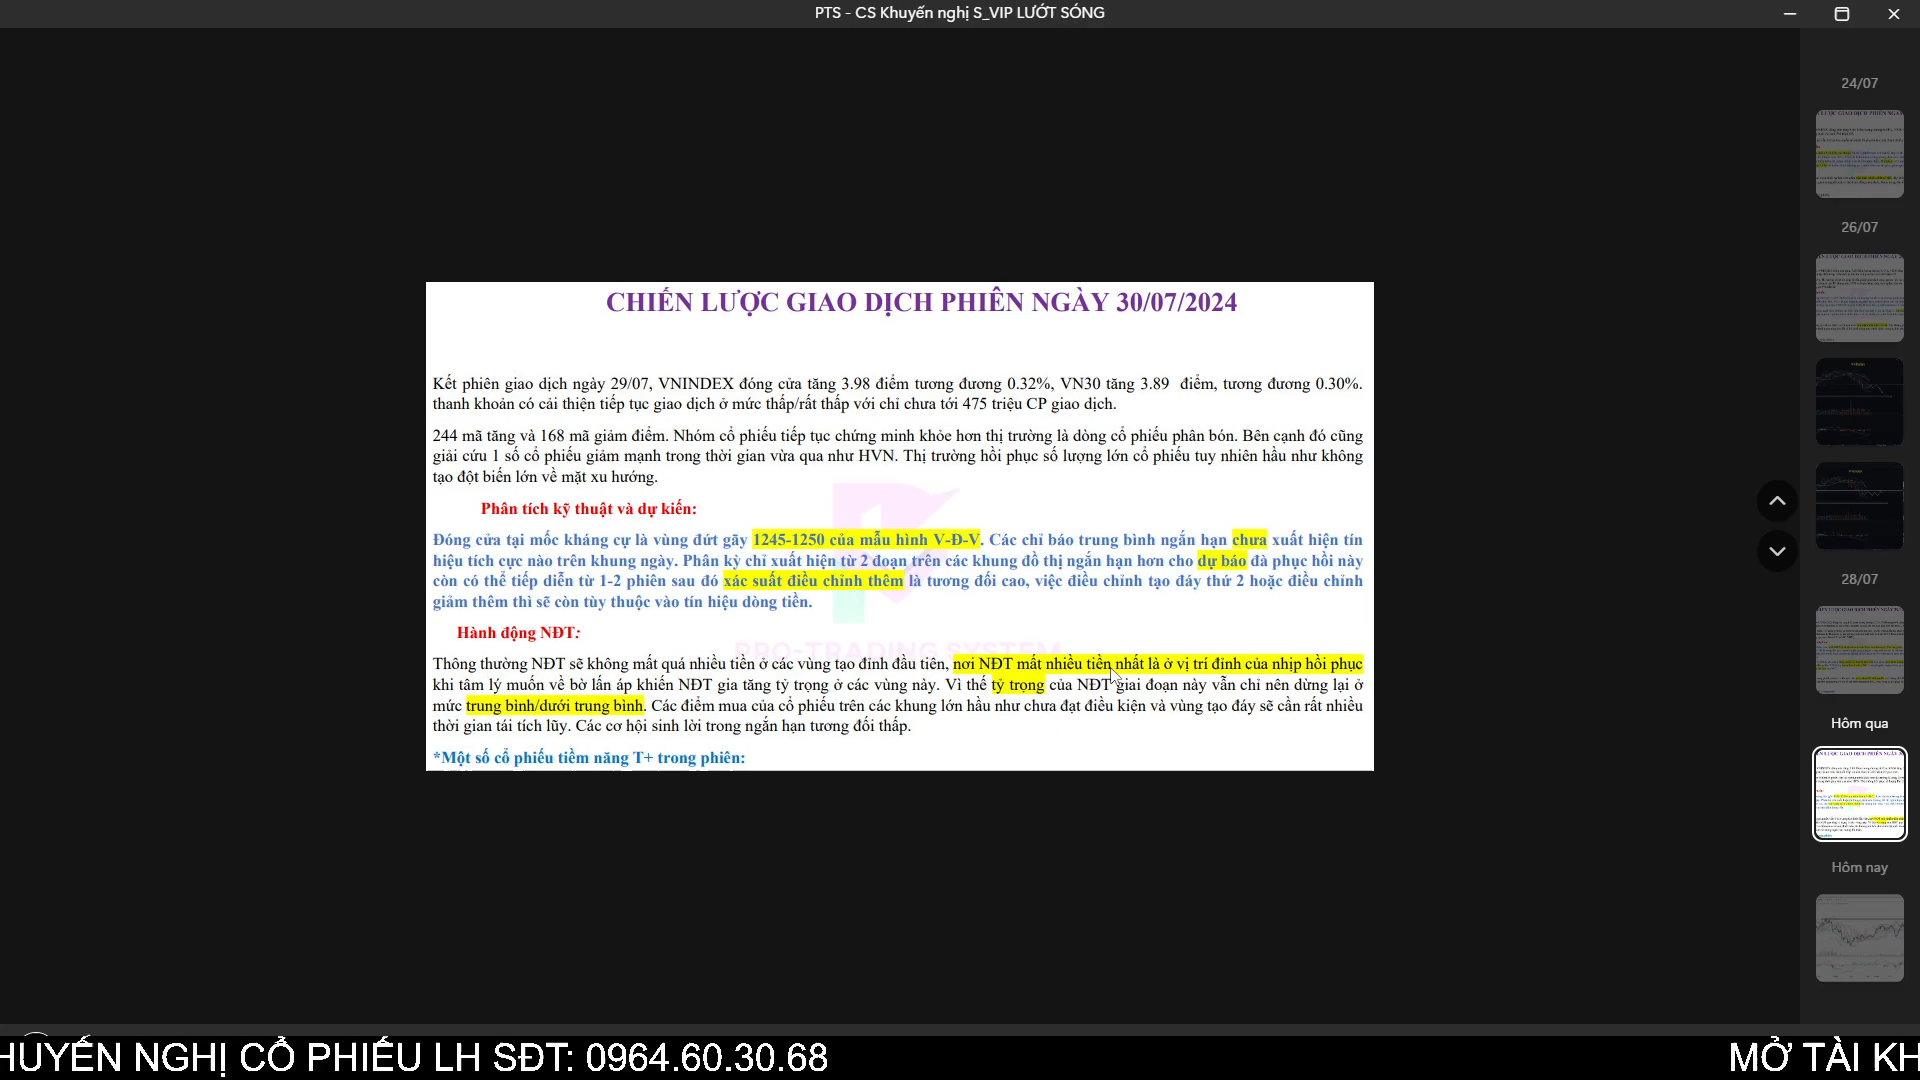 PTS - CS Khuyến nghị S_VIP LƯỚT SÓNG
24/07
26/07
28/07
Hôm qua
Hôm nay
CHIẾN LƯỢC GIAO DỊCH PHIÊN NGÀY 30/07/2024
Kết phiên giao dịch ngày 29/07, VNINDEX đóng cửa tăng 3.98 điểm tương đương 0.32%, VN30 tăng 3.89 điểm, tương đương 0.30%.
thanh khoản có cải thiện tiếp tục giao dịch ở mức thấp/rất thấp với chỉ chưa tới 475 triệu CP giao dịch.
244 mã tăng và 168 mã giảm điểm. Nhóm cổ phiếu tiếp tục chứng minh khỏe hơn thị trường là dòng cổ phiếu phân bón. Bên cạnh đó cũng
giải cứu 1 số cổ phiếu giảm mạnh trong thời gian vừa qua như HVN. Thị trường hồi phục số lượng lớn cổ phiếu tuy nhiên hầu như không
tạo đột biến lớn về mặt xu hướng.
Phân tích kỹ thuật và dự kiến:
Đóng cửa tại mốc kháng cự là vùng đứt gãy 1245-1250 của mẫu hình V-Đ-V. Các chỉ báo trung bình ngắn hạn chưa xuất hiện tín
hiệu tích cực nào trên khung ngày. Phân kỳ chỉ xuất hiện từ 2 đoạn trên các khung đồ thị ngắn hạn hơn cho dự báo đà phục hồi này
còn có thể tiếp diễn từ 1-2 phiên sau đó xác suất điều chỉnh thêm là tương đối cao, việc điều chỉnh tạo đáy thứ 2 hoặc điều chỉnh
giảm thêm thì sẽ còn tùy thuộc vào tín hiệu dòng tiền.
Hành động NĐT:
PRO-TRADING SYSTEM
Thông thường NĐT sẽ không mất quá nhiều tiền ở các vùng tạo đỉnh đầu tiên, nơi NĐT mất nhiều tiền nhất là ở vị trí đỉnh của nhịp hồi phục
khi tâm lý muốn về bờ lấn áp khiến NĐT gia tăng tỷ trọng ở các vùng này. Vì thế tỷ trọng của NĐT giai đoạn này vẫn chỉ nên dừng lại ở
mức trung bình/dưới trung bình. Các điểm mua của cổ phiếu trên các khung lớn hầu như chưa đạt điều kiện và vùng tạo đáy sẽ cần rất nhiều
thời gian tái tích lũy. Các cơ hội sinh lời trong ngắn hạn tương đối thấp.
*Một số cổ phiếu tiềm năng T+ trong phiên:
HUYẾN NGHỊ CỔ PHIẾU LH SĐT: 0964.60.30.68
MỞ TÀI KH